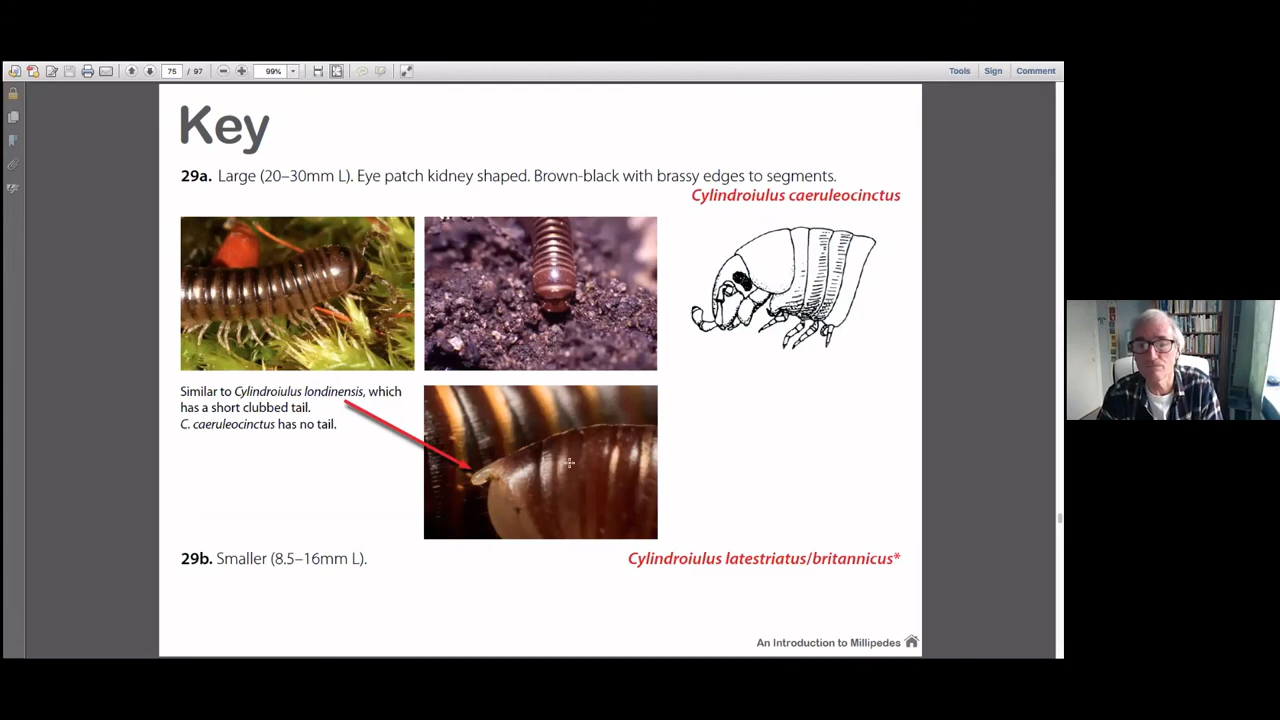 75 / 97
99%
Tools Sign Comment
Key
29a. Large (20–30mm L). Eye patch kidney shaped. Brown-black with brassy edges to segments.
Cylindroiulus caeruleocinctus
Similar to Cylindroiulus londinensis, which
has a short clubbed tail.
C. caeruleocinctus has no tail.
29b. Smaller (8.5–16mm L).
Cylindroiulus latestriatus/britannicus*
An Introduction to Millipedes